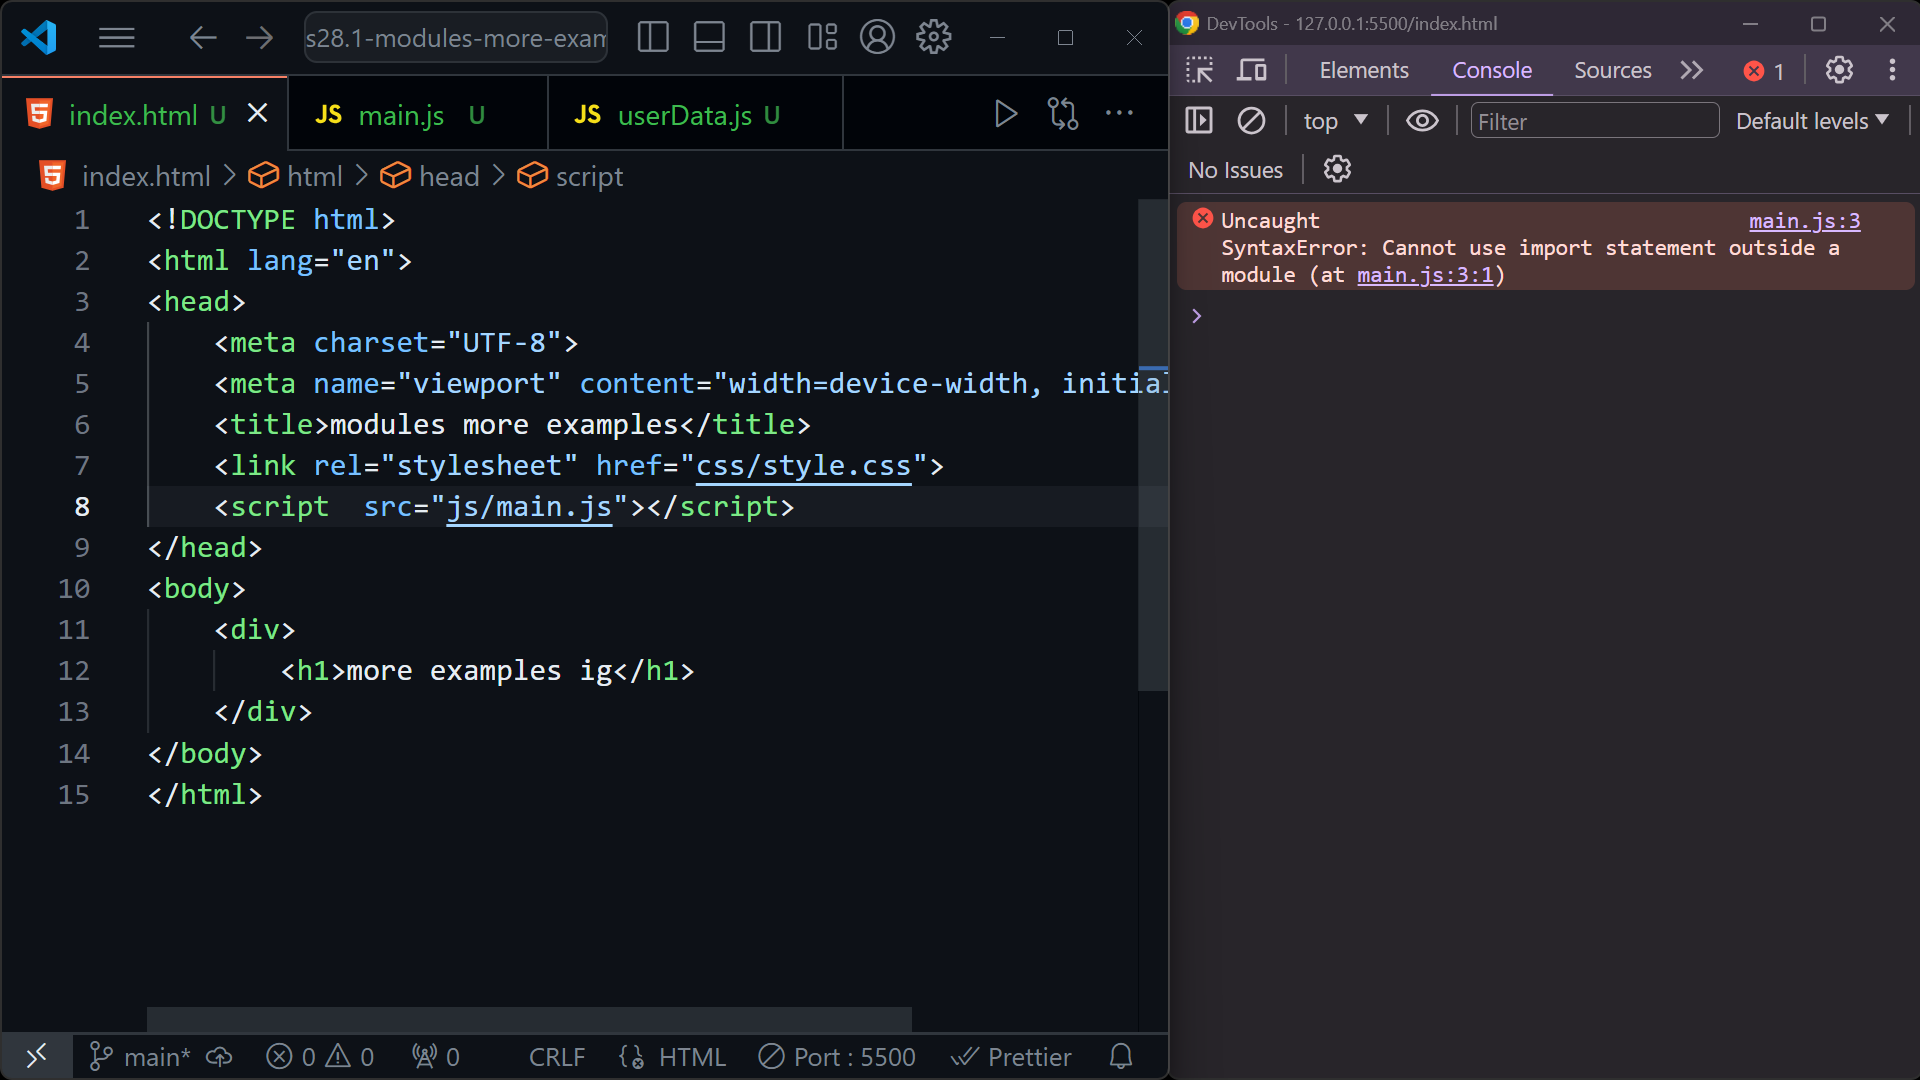 s28.1-modules-more-exam
index.html U
JS main.js U
JS userData.js U
index.html > html > head > script
1 <!DOCTYPE html>
2 <html lang="en">
3 <head>
4 <meta charset="UTF-8">
5 <meta name="viewport" content="width=device-width, initial
6 <title>modules more examples</title>
7 <link rel="stylesheet" href="css/style.css">
8 <script  src="js/main.js"></script>
9 </head>
10 <body>
11 <div>
12 <h1>more examples ig</h1>
13 </div>
14 </body>
15 </html>
main* 0 0 0 CRLF HTML Port : 5500 Prettier
DevTools - 127.0.0.1:5500/index.html
Elements Console Sources 1
top Filter Default levels
No Issues
Uncaught main.js:3
SyntaxError: Cannot use import statement outside a
module (at main.js:3:1)